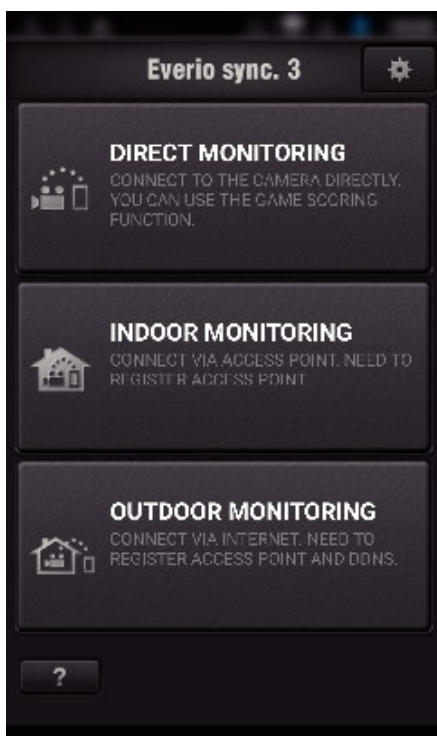 Everio sync. 3
DIRECT MONITORING
CONNECT TO THE CAMERA DIRECTLY.
YOU CAN USE THE GAME SCORING
FUNCTION.
INDOOR MONITORING
CONNECT VIA ACCESS POINT. NEED TO
REGISTER ACCESS POINT.
OUTDOOR MONITORING
CONNECT VIA INTERNET. NEED TO
REGISTER ACCESS POINT AND DDNS.
?